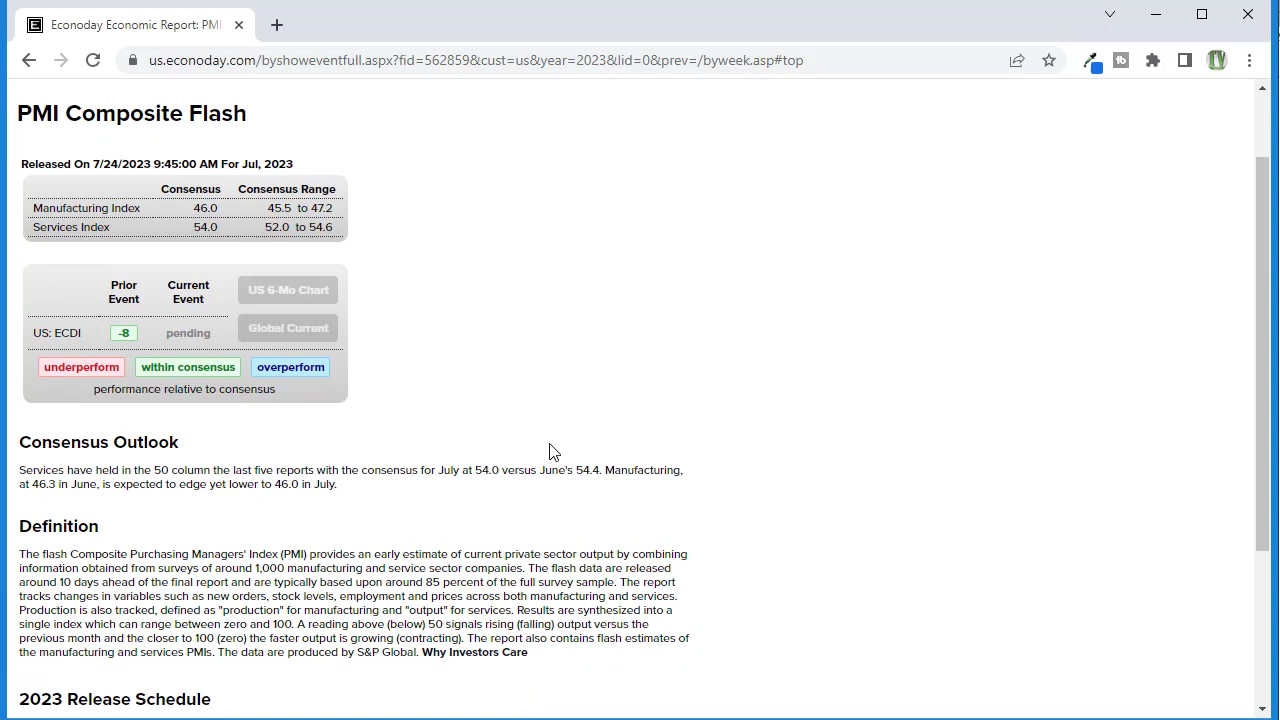 Econoday Economic Report: PMI
us.econoday.com/byshoweventfull.aspx?fid=562859&cust=us&year=2023&lid=0&prev=/byweek.asp#top
PMI Composite Flash
Released On 7/24/2023 9:45:00 AM For Jul, 2023
Consensus Consensus Range
Manufacturing Index 46.0 45.5 to 47.2
Services Index 54.0 52.0 to 54.6
Prior Event Current Event US 6-Mo Chart
Global Current
US: ECDI -8 pending
underperform within consensus overperform
performance relative to consensus
Consensus Outlook
Services have held in the 50 column the last five reports with the consensus for July at 54.0 versus June's 54.4. Manufacturing,
at 46.3 in June, is expected to edge yet lower to 46.0 in July.
Definition
The flash Composite Purchasing Managers' Index (PMI) provides an early estimate of current private sector output by combining
information obtained from surveys of around 1,000 manufacturing and service sector companies. The flash data are released
around 10 days ahead of the final report and are typically based upon around 85 percent of the full survey sample. The report
tracks changes in variables such as new orders, stock levels, employment and prices across both manufacturing and services.
Production is also tracked, defined as "production" for manufacturing and "output" for services. Results are synthesized into a
single index which can range between zero and 100. A reading above (below) 50 signals rising (falling) output versus the
previous month and the closer to 100 (zero) the faster output is growing (contracting). The report also contains flash estimates of
the manufacturing and services PMIs. The data are produced by S&P Global. Why Investors Care
2023 Release Schedule